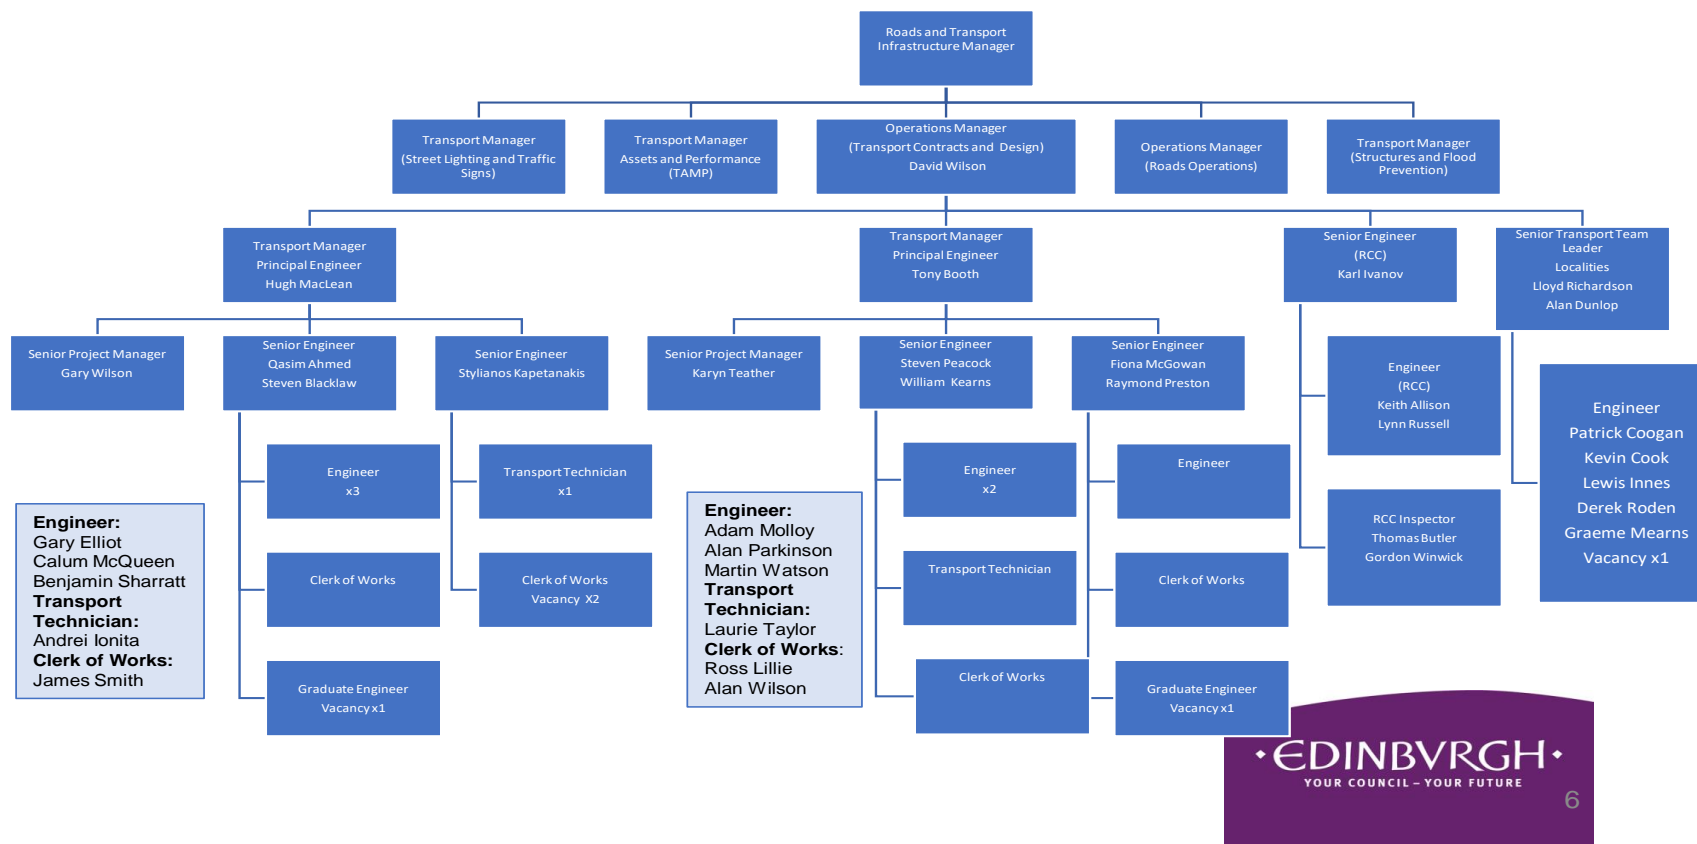 Roads and Transport
Infrastructure Manager
Transport Manager
(Street Lighting and Traffic
Signs)
Transport Manager
Assets and Performance
(TAMP)
Operations Manager
(Transport Contracts and Design)
David Wilson
Operations Manager
(Roads Operations)
Transport Manager
(Structures and Flood
Prevention)
Transport Manager
Principal Engineer
Hugh MacLean
Transport Manager
Principal Engineer
Tony Booth
Senior Engineer
(RCC)
Karl Ivanov
Senior Transport Team
Leader
Localities
Lloyd Richardson
Alan Dunlop
Senior Project Manager
Gary Wilson
Senior Engineer
Qasim Ahmed
Steven Blacklaw
Senior Engineer
Stylianos Kapetanakis
Senior Project Manager
Karyn Teather
Senior Engineer
Steven Peacock
William Kearns
Senior Engineer
Fiona McGowan
Raymond Preston
Engineer
(RCC)
Keith Allison
Lynn Russell
Engineer
Patrick Coogan
Kevin Cook
Lewis Innes
Derek Roden
Graeme Mearns
Vacancy x1
Engineer
x3
Transport Technician
x1
Engineer
x2
Engineer
Engineer:
Gary Elliot
Calum McQueen
Benjamin Sharratt
Transport
Technician:
Andrei Ionita
Clerk of Works:
James Smith
Engineer:
Adam Molloy
Alan Parkinson
Martin Watson
Transport
Technician:
Laurie Taylor
Clerk of Works:
Ross Lillie
Alan Wilson
RCC Inspector
Thomas Butler
Gordon Winwick
Clerk of Works
Clerk of Works
Vacancy X2
Transport Technician
Clerk of Works
Graduate Engineer
Vacancy x1
Clerk of Works
Graduate Engineer
Vacancy x1
•EDINBVRGH•
YOUR COUNCIL – YOUR FUTURE
6